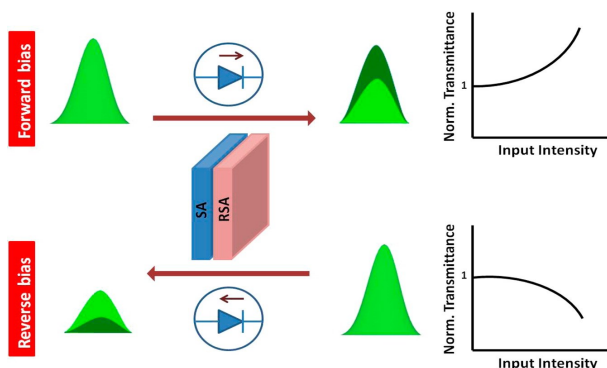 Forward bias
Norm. Transmittance
1
Input Intensity
SA
RSA
Reverse bias
Norm. Transmittance
1
Input Intensity